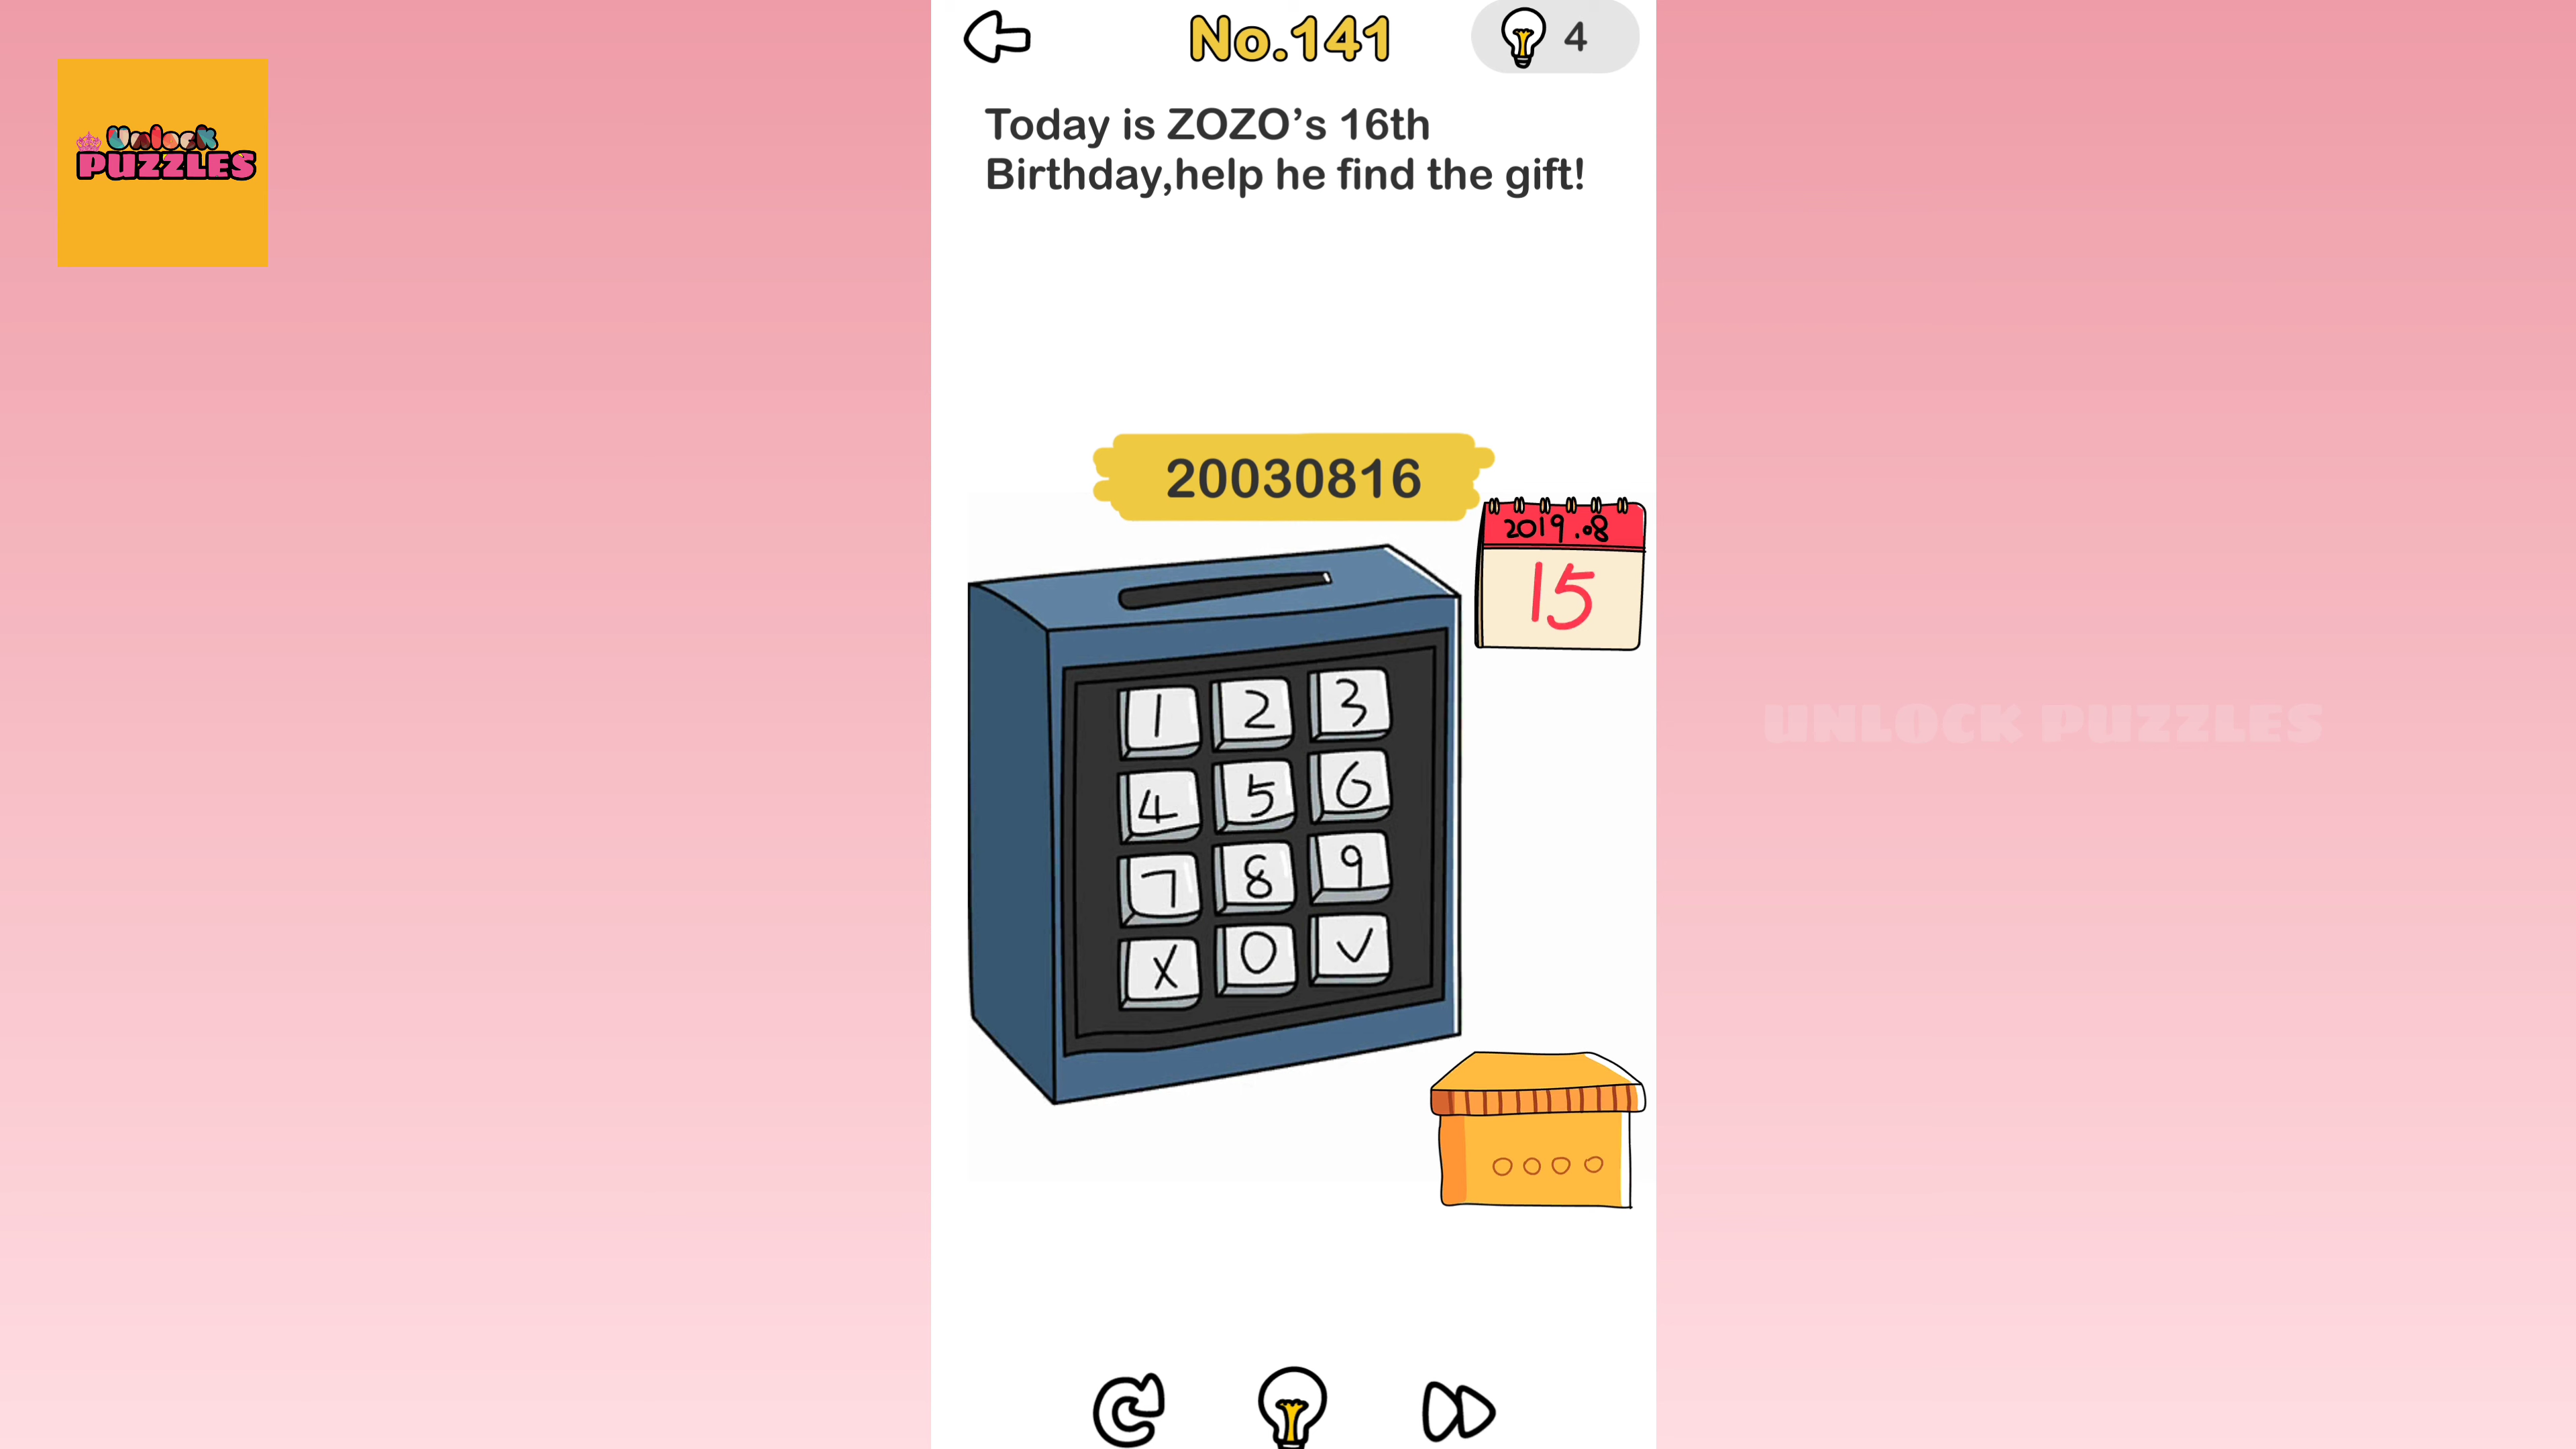 Unlock
PUZZLES
No.141
4
Today is ZOZO’s 16th
Birthday,help he find the gift!
20030816
2019.08
15
1 2 3
4 5 6
7 8 9
X 0 V
UNLOCK PUZZLES